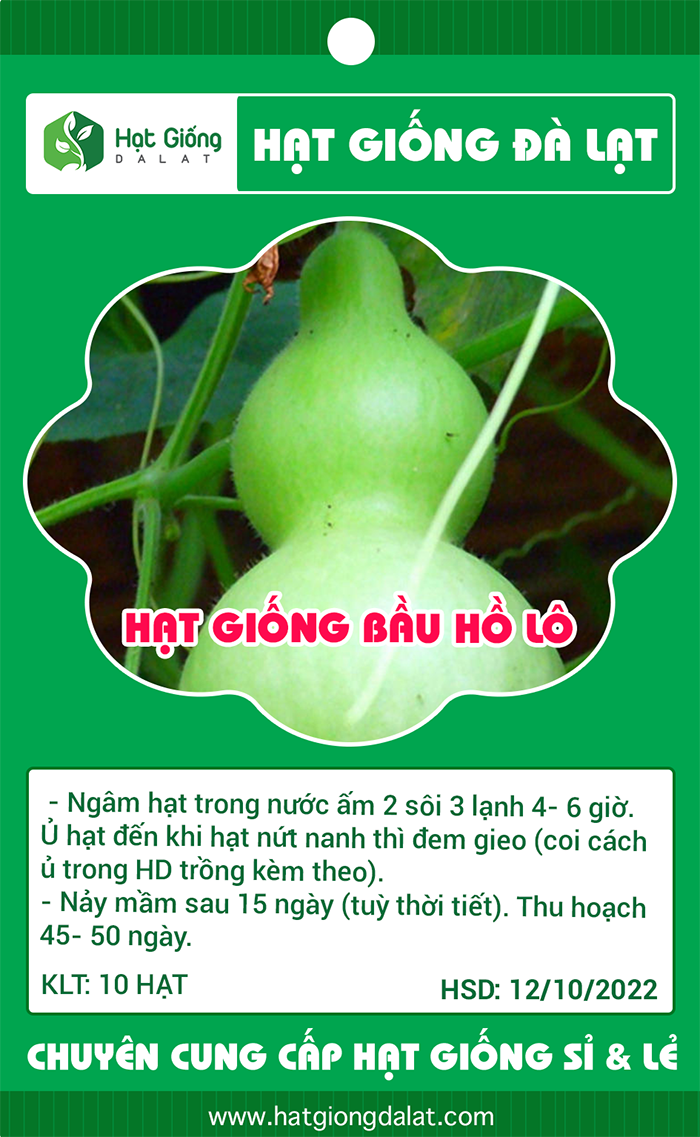 Hạt Giống
DALAT
HẠT GIỐNG ĐÀ LẠT
HẠT GIỐNG BẦU HỒ LÔ
- Ngâm hạt trong nước ấm 2 sôi 3 lạnh 4- 6 giờ.
Ủ hạt đến khi hạt nứt nanh thì đem gieo (coi cách
ủ trong HD trồng kèm theo).
- Nảy mầm sau 15 ngày (tuỳ thời tiết). Thu hoạch
45- 50 ngày.
KLT: 10 HẠT
HSD: 12/10/2022
CHUYÊN CUNG CẤP HẠT GIỐNG SỈ & LẺ
www.hatgiongdalat.com